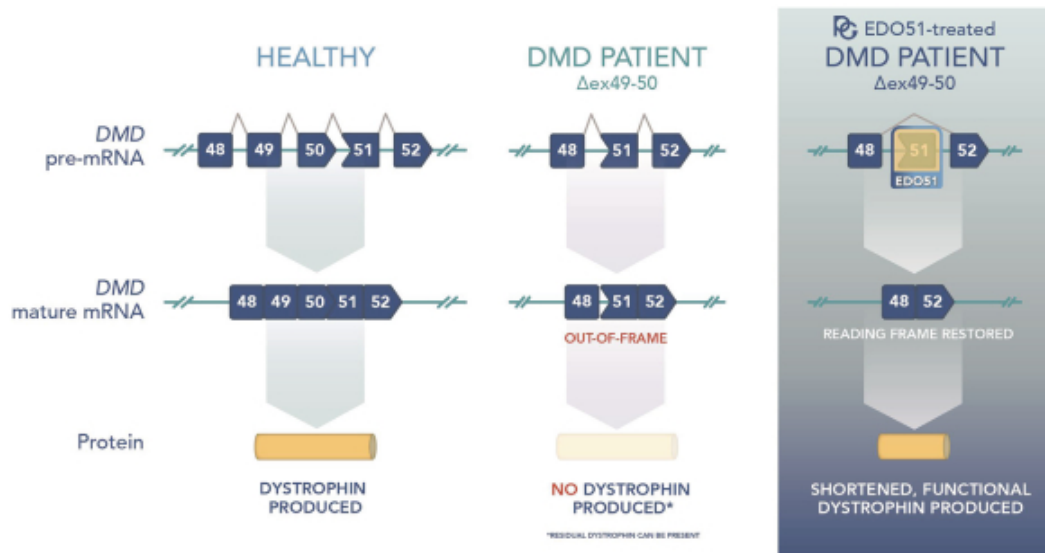 HEALTHY
DMD PATIENT
Δex49-50
EDO51-treated
DMD PATIENT
Δex49-50
DMD
pre-mRNA
48 49 50 51 52
48 51 52
48 51 52
EDO51
DMD
mature mRNA
48 49 50 51 52
48 51 52
48 52
OUT-OF-FRAME
READING FRAME RESTORED
Protein
DYSTROPHIN
PRODUCED
NO DYSTROPHIN
PRODUCED*
*RESIDUAL DYSTROPHIN CAN BE PRESENT
SHORTENED, FUNCTIONAL
DYSTROPHIN PRODUCED